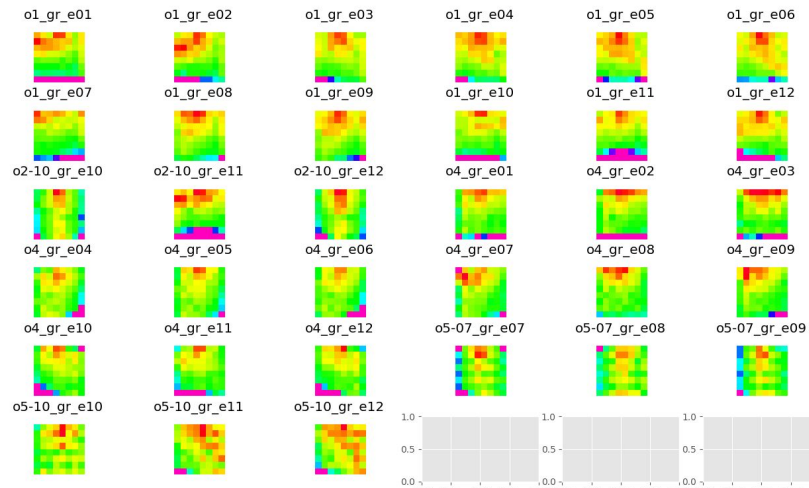 o1_gr_e01 o1_gr_e02 o1_gr_e03 o1_gr_e04 o1_gr_e05 o1_gr_e06
o1_gr_e07 o1_gr_e08 o1_gr_e09 o1_gr_e10 o1_gr_e11 o1_gr_e12
o2-10_gr_e10 o2-10_gr_e11 o2-10_gr_e12 o4_gr_e01 o4_gr_e02 o4_gr_e03
o4_gr_e04 o4_gr_e05 o4_gr_e06 o4_gr_e07 o4_gr_e08 o4_gr_e09
o4_gr_e10 o4_gr_e11 o4_gr_e12 o5-07_gr_e07 o5-07_gr_e08 o5-07_gr_e09
o5-10_gr_e10 o5-10_gr_e11 o5-10_gr_e12
1.0 1.0 1.0
0.5 0.5 0.5
0.0 0.0 0.0